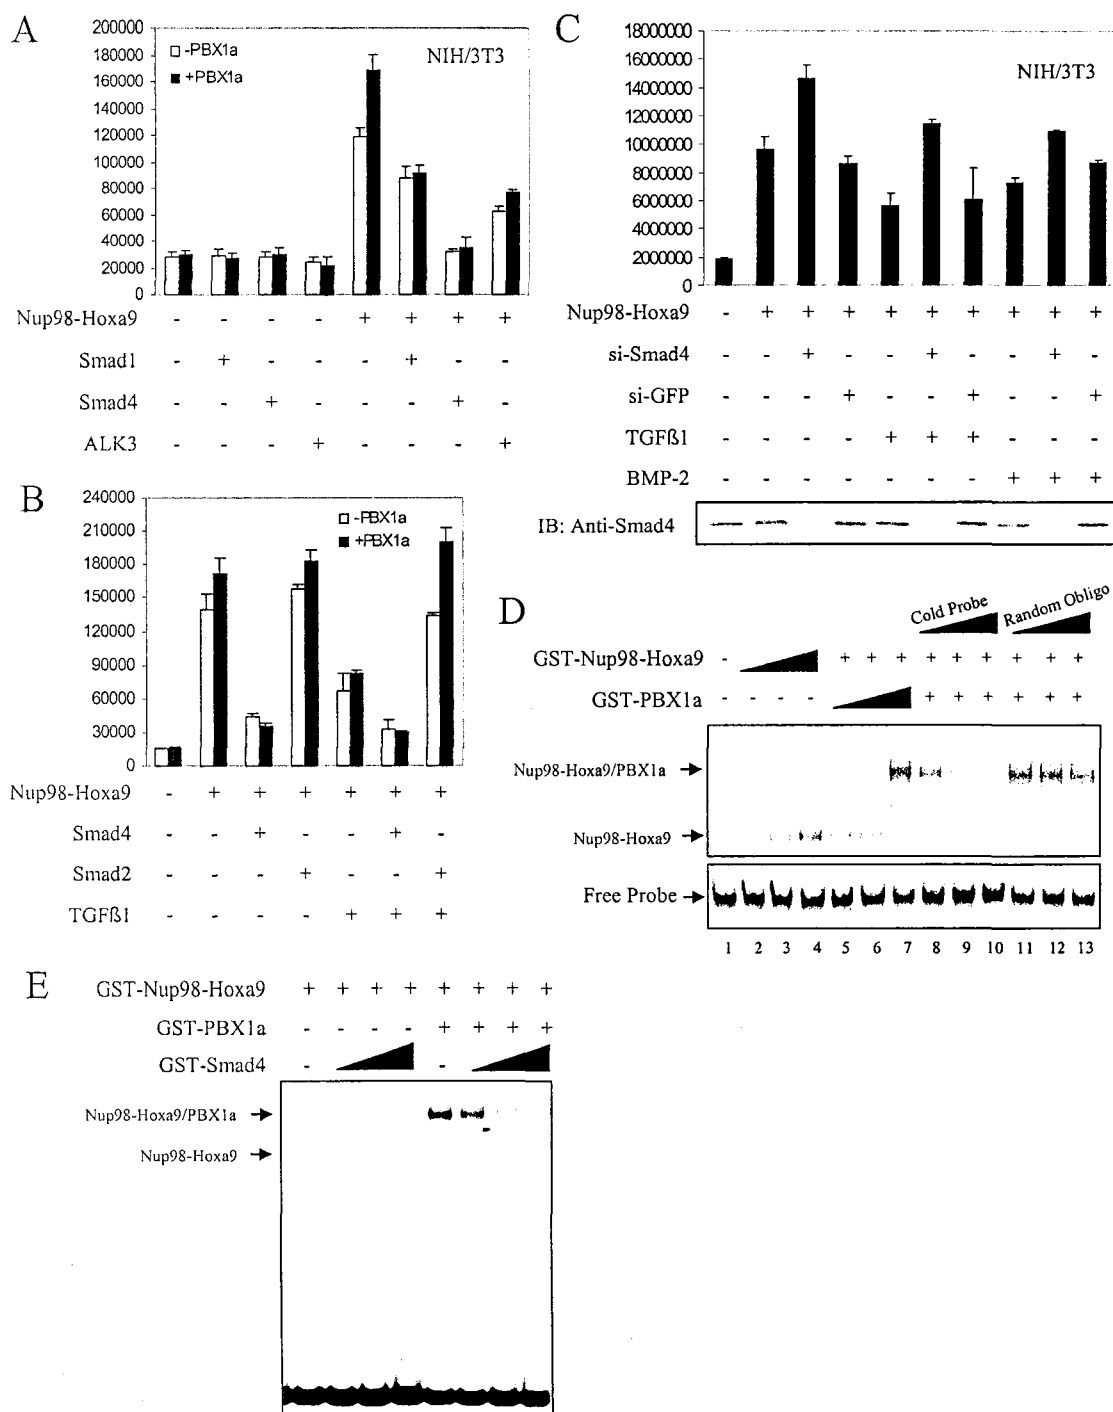 A
200000
180000
160000
140000
120000
100000
80000
60000
40000
20000
0
-PBX1a
+PBX1a
NIH/3T3
Nup98-Hoxa9 - - - - + + + +
Smad1 - + - - - + - -
Smad4 - - + - - - + -
ALK3 - - - + - - - +
B
240000
210000
180000
150000
120000
90000
60000
30000
0
-PBX1a
+PBX1a
Nup98-Hoxa9 - + + + + + +
Smad4 - - + - - + -
Smad2 - - - + - - +
TGFß1 - - - - + + +
C
18000000
16000000
14000000
12000000
10000000
8000000
6000000
4000000
2000000
0
NIH/3T3
Nup98-Hoxa9 - + + + + + + + + +
si-Smad4 - - + - - + - - + -
si-GFP - - - + - - + - - +
TGFß1 - - - - + + + - - -
BMP-2 - - - - - - - + + +
IB: Anti-Smad4
D
Cold Probe
Random Obligo
GST-Nup98-Hoxa9 - + + + + + + + + +
GST-PBX1a - - - - + + + + + +
Nup98-Hoxa9/PBX1a
Nup98-Hoxa9
Free Probe
1 2 3 4 5 6 7 8 9 10 11 12 13
E
GST-Nup98-Hoxa9 + + + + + + + +
GST-PBX1a - - - - + + + +
GST-Smad4 - -
Nup98-Hoxa9/PBX1a
Nup98-Hoxa9